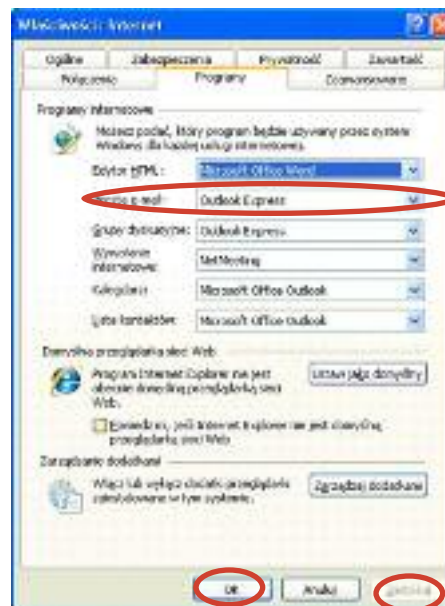 Właściwości: Internet
Ogólne Zabezpieczenia Prywatność Zawartość
Połączenia Programy Zaawansowane
Programy internetowe
Możesz podać, który program będzie używany przez system
Windows dla każdej usługi internetowej.
Edytor HTML: Microsoft Office Word
Poczta e-mail: Outlook Express
Grupy dyskusyjne: Outlook Express
Wywołanie
internetowe: NetMeeting
Kalendarz: Microsoft Office Outlook
Lista kontaktów: Microsoft Office Outlook
Domyślna przeglądarka sieci Web
Program Internet Explorer nie jest
obecnie domyślną przeglądarką sieci
Web.
Ustaw jako domyślny
Powiadom, jeśli Internet Explorer nie jest domyślną
przeglądarką sieci Web
Zarządzanie dodatkami
Włącz lub wyłącz dodatki przeglądarki
zainstalowane w tym systemie.
Zarządzaj dodatkami
OK Anuluj Zastosuj